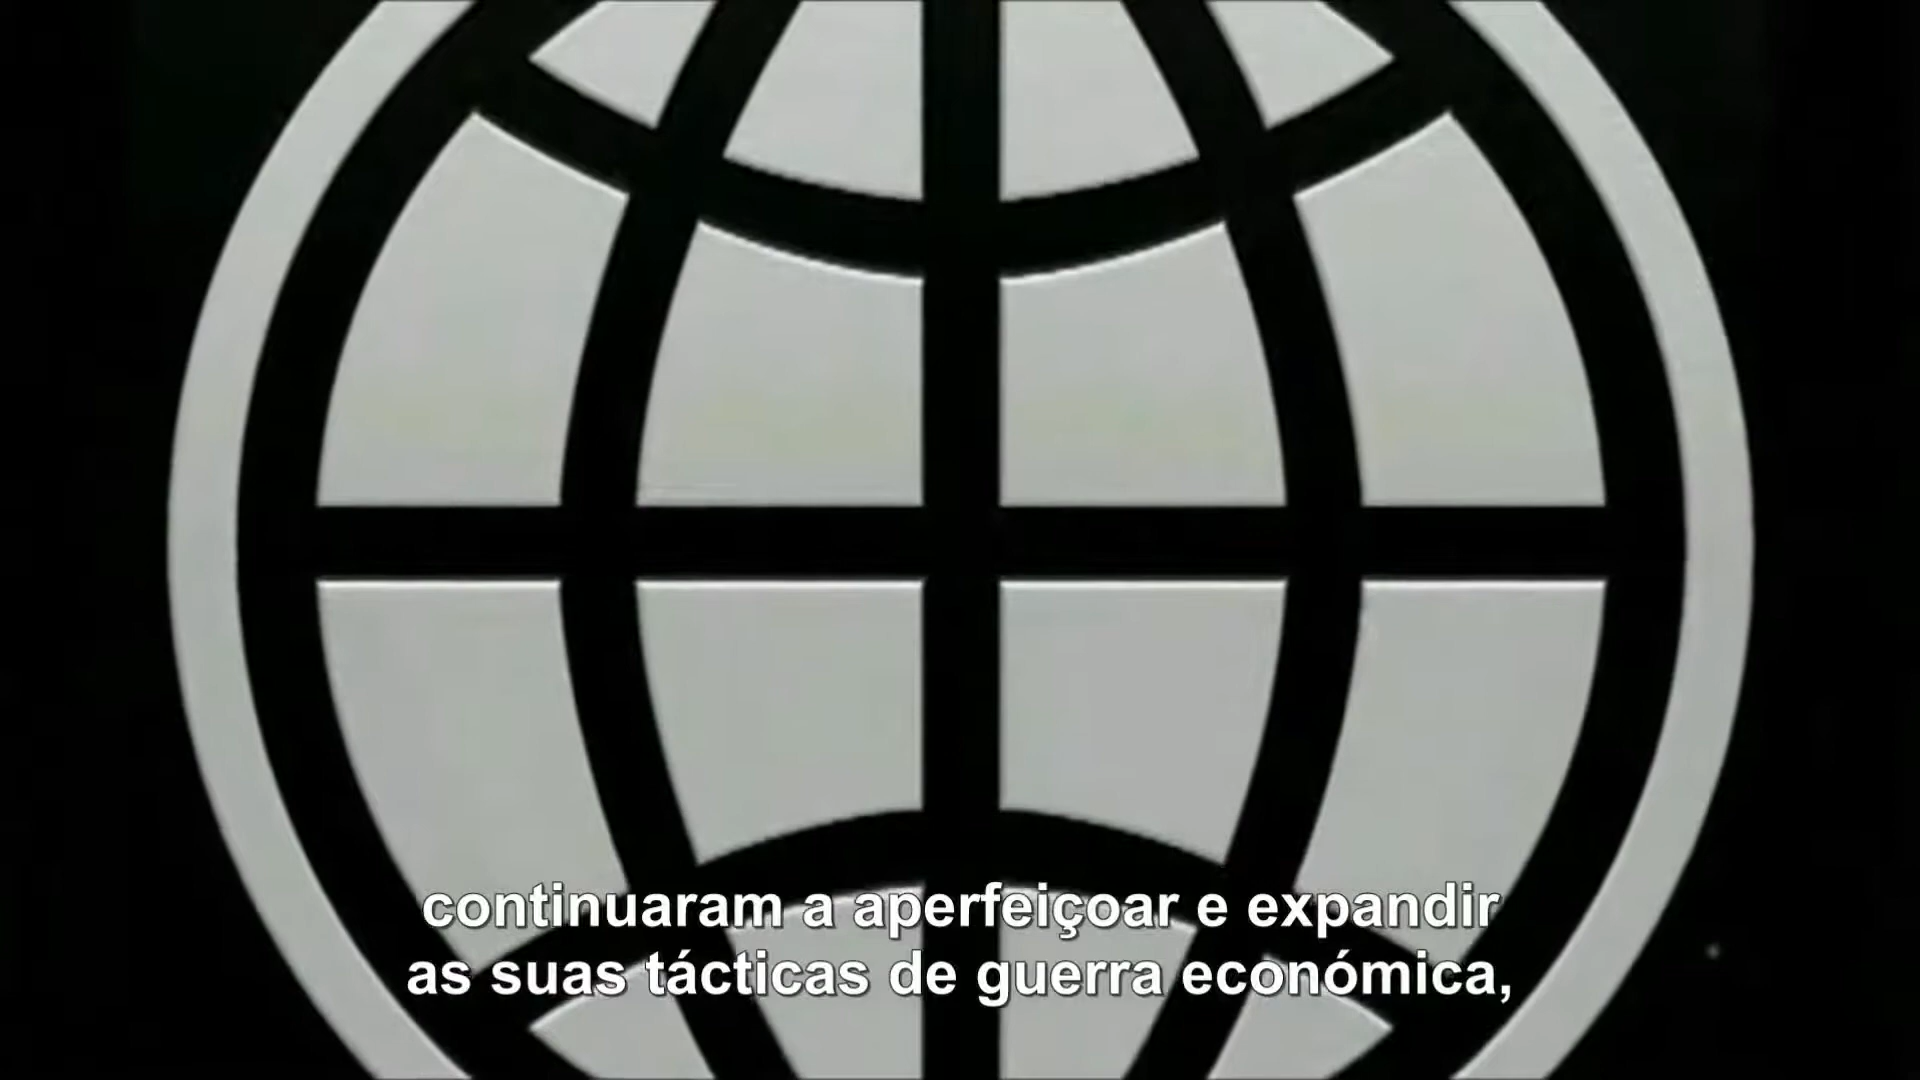 continuaram a aperfeiçoar e expandir
as suas tácticas de guerra económica,